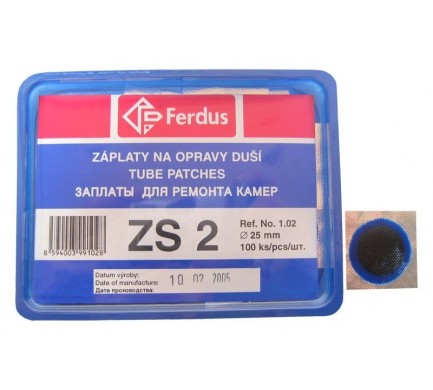 Ferdus
ZÁPLATY NA OPRAVY DUŠÍ
TUBE PATCHES
ЗАПЛАТЫ ДЛЯ РЕМОНТА КАМЕР
ZS 2
Ref. No. 1.02
Ø 25 mm
100 ks/pcs/шт.
8 594003 991028
Datum výroby:
Date of manufacture:
Дата производства:
10 02 2005